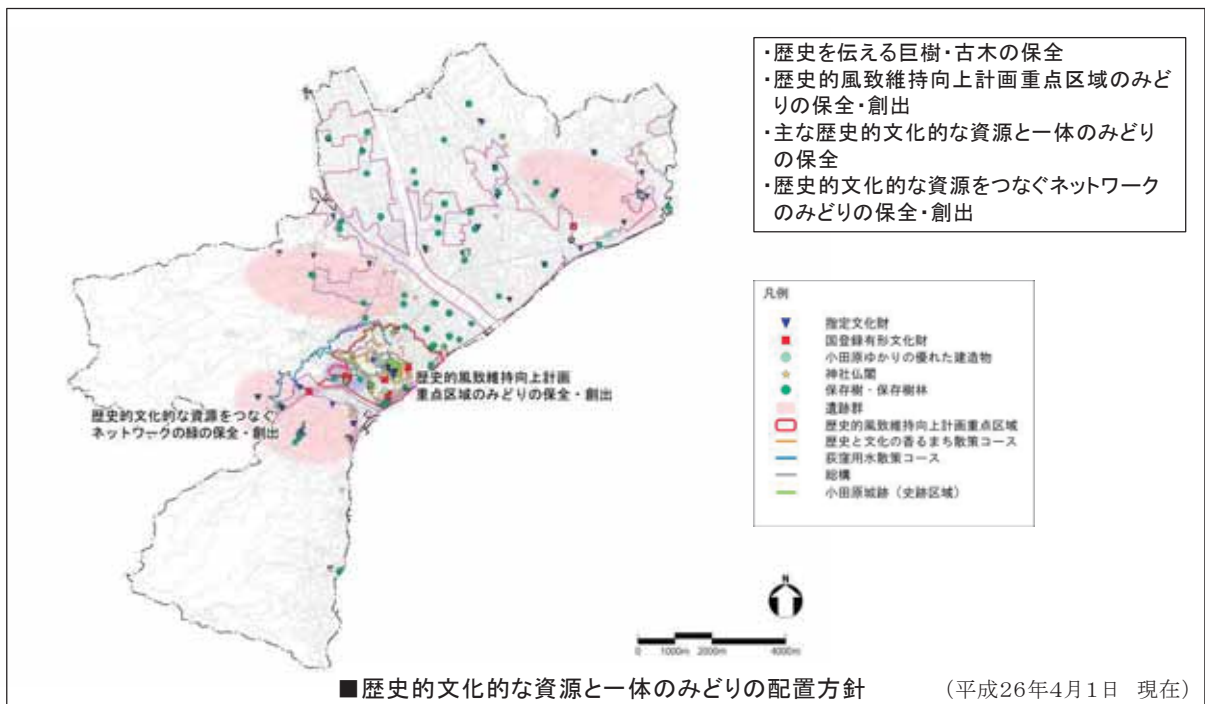 ・歴史を伝える巨樹・古木の保全
・歴史的風致維持向上計画重点区域のみど
りの保全・創出
・主な歴史的文化的な資源と一体のみどり
の保全
・歴史的文化的な資源をつなぐネットワーク
のみどりの保全・創出
凡例
指定文化財
国登録有形文化財
小田原ゆかりの優れた建造物
神社仏閣
保存樹・保存樹林
遺跡群
歴史的風致維持向上計画重点区域
歴史と文化の香るまち散策コース
荻窪用水散策コース
総構
小田原城跡(史跡区域)
歴史的風致維持向上計画
重点区域のみどりの保全・創出
歴史的文化的な資源をつなぐ
ネットワークの緑の保全・創出
N
0 1000m 2000m 4000m
■歴史的文化的な資源と一体のみどりの配置方針 (平成26年4月1日 現在)